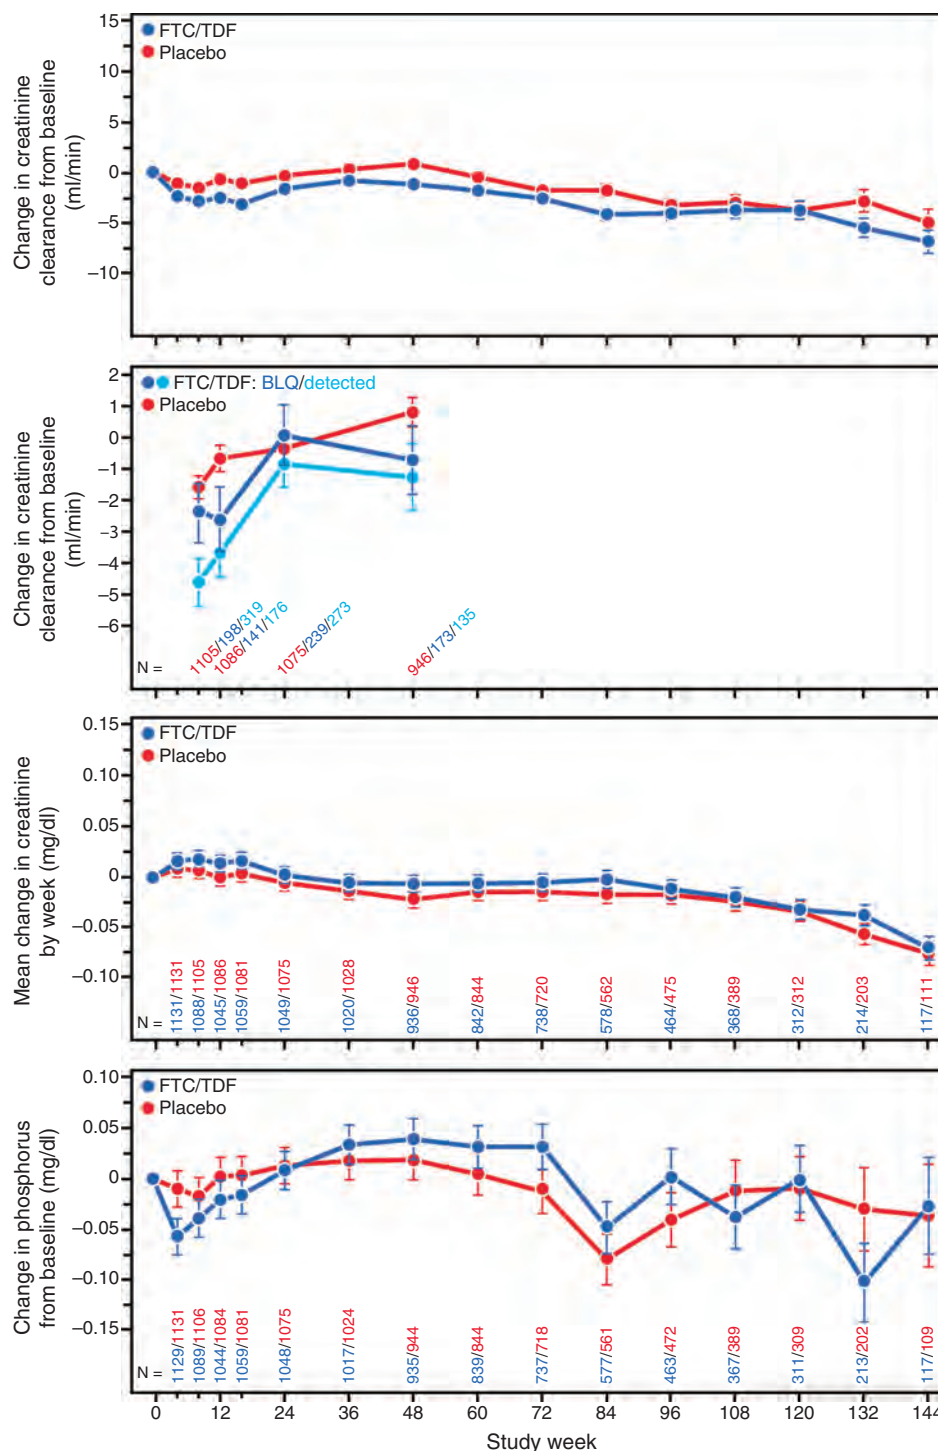 Change in creatinine
clearance from baseline
(ml/min)
15
10
5
0
−5
−10
FTC/TDF
Placebo
Change in creatinine
clearance from baseline
(ml/min)
2
1
0
−1
−2
−3
−4
−5
−6
FTC/TDF: BLQ/detected
Placebo
N =
1105/198/319
1086/141/176
1075/239/273
946/173/135
Mean change in creatinine
by week (mg/dl)
0.15
0.10
0.05
0
−0.05
−0.10
FTC/TDF
Placebo
N =
1131/1131
1088/1105
1045/1086
1059/1081
1049/1075
1020/1028
936/946
842/844
738/720
578/562
464/475
368/389
312/312
214/203
117/111
Change in phosphorus
from baseline (mg/dl)
0.10
0.05
0
−0.05
−0.10
−0.15
FTC/TDF
Placebo
N =
1129/1131
1089/1106
1044/1084
1059/1081
1048/1075
1017/1024
935/944
839/844
737/718
577/561
463/472
367/389
311/309
213/202
117/109
0 12 24 36 48 60 72 84 96 108 120 132 144
Study week